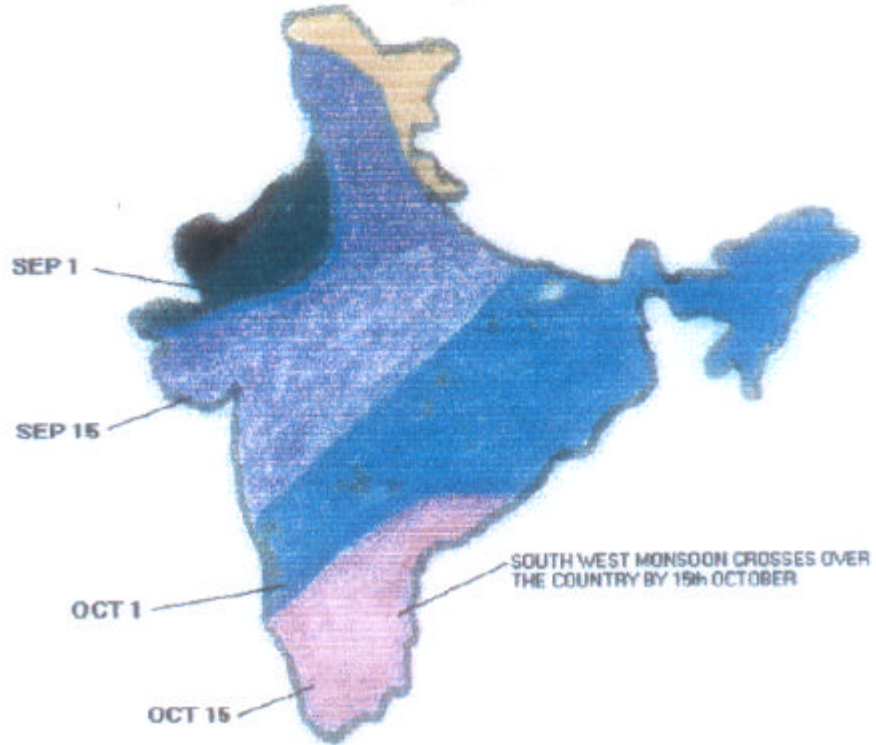 SEP 1
SEP 15
SOUTH WEST MONSOON CROSSES OVER
THE COUNTRY BY 15th OCTOBER
OCT 1
OCT 15